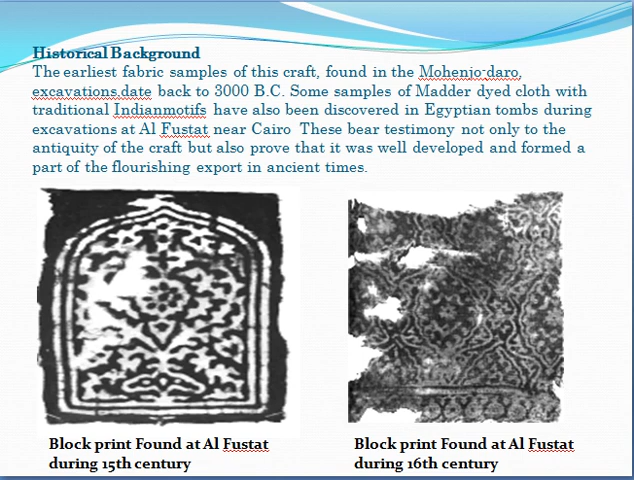 Historical Background
The earliest fabric samples of this craft, found in the Mohenjo-daro,
excavations.date back to 3000 B.C. Some samples of Madder dyed cloth with
traditional Indianmotifs have also been discovered in Egyptian tombs during
excavations at Al Fustat near Cairo These bear testimony not only to the
antiquity of the craft but also prove that it was well developed and formed a
part of the flourishing export in ancient times.
Block print Found at Al Fustat
during 15th century
Block print Found at Al Fustat
during 16th century